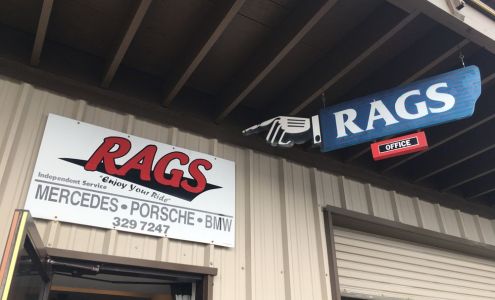 RAGS
Independent Service
"Enjoy Your Ride"
MERCEDES • PORSCHE • BMW
329 7247
RAGS
OFFICE